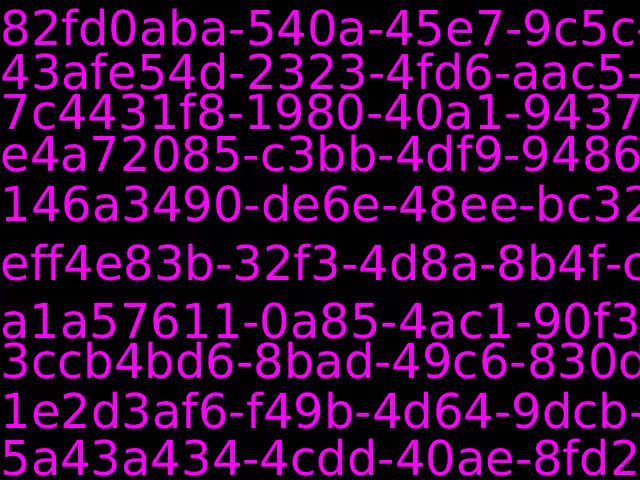 82fd0aba-540a-45e7-9c5c-
43afe54d-2323-4fd6-aac5-
7c4431f8-1980-40a1-9437
e4a72085-c3bb-4df9-9486
146a3490-de6e-48ee-bc32
eff4e83b-32f3-4d8a-8b4f-c
a1a57611-0a85-4ac1-90f3
3ccb4bd6-8bad-49c6-830d
1e2d3af6-f49b-4d64-9dcb-
5a43a434-4cdd-40ae-8fd2